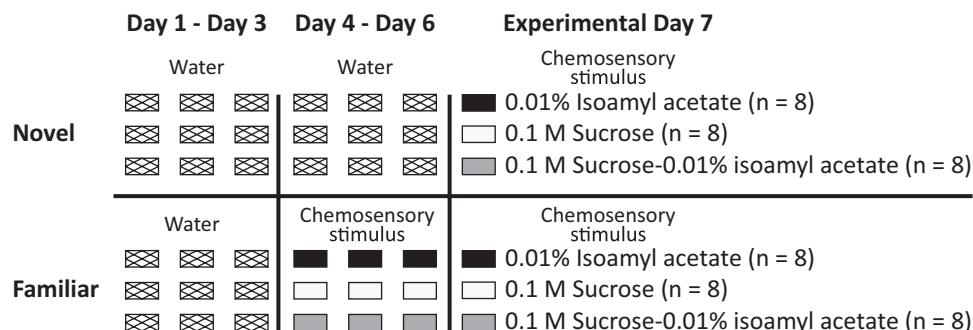 Day 1 - Day 3 Day 4 - Day 6 Experimental Day 7
Water Water Chemosensory
stimulus
0.01% Isoamyl acetate (n = 8)
Novel 0.1 M Sucrose (n = 8)
0.1 M Sucrose-0.01% isoamyl acetate (n = 8)
Water Chemosensory Chemosensory
stimulus stimulus
0.01% Isoamyl acetate (n = 8)
Familiar 0.1 M Sucrose (n = 8)
0.1 M Sucrose-0.01% isoamyl acetate (n = 8)